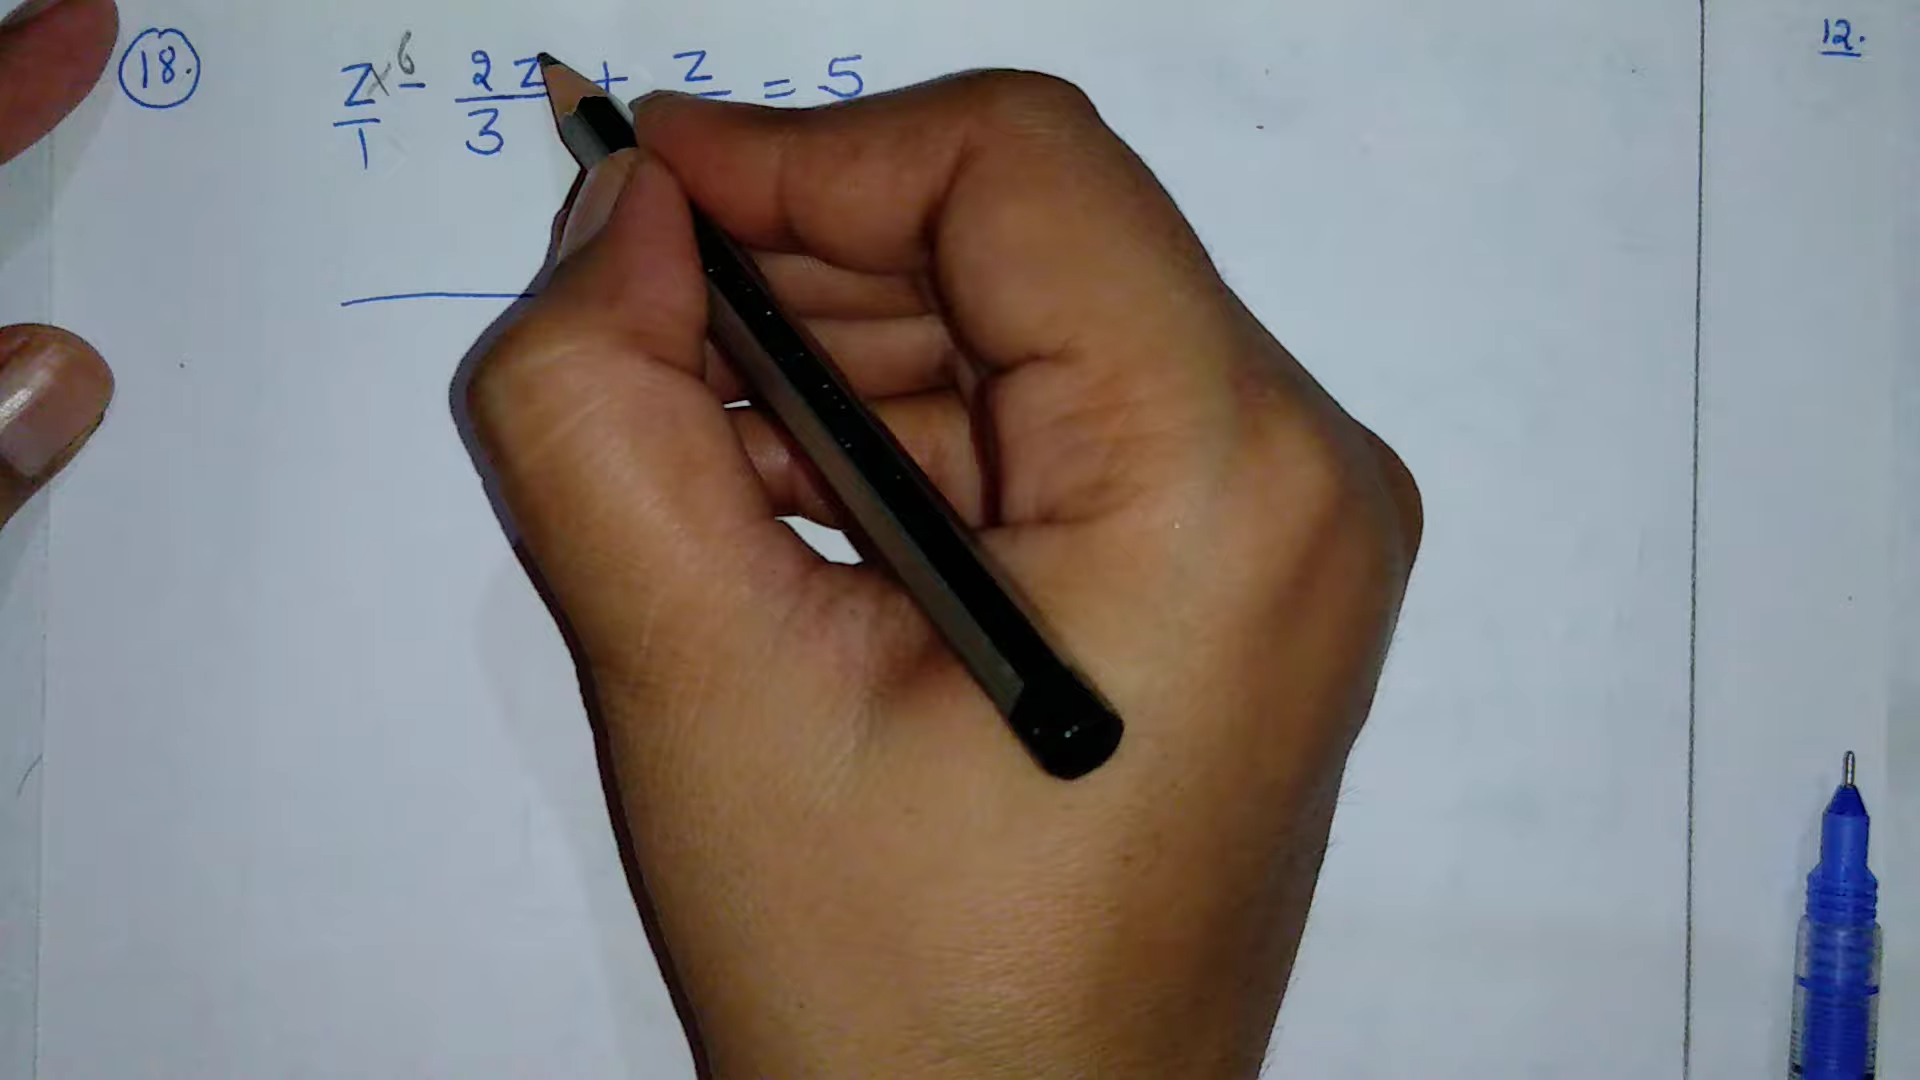 18.
z/1 ×6 - 2z/3 + z = 5
12.